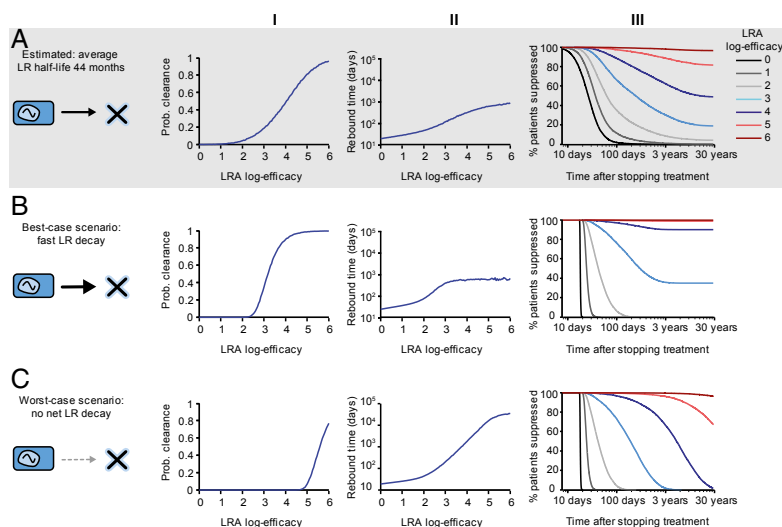 I II III
A
Estimated: average
LR half-life 44 months
Prob. clearance
1
0.8
0.6
0.4
0.2
0
0 1 2 3 4 5 6
LRA log-efficacy
Rebound time (days)
10^5
10^4
10^3
10^2
10^1
0 1 2 3 4 5 6
LRA log-efficacy
% patients suppressed
100
80
60
40
20
0
10 days 100 days 3 years 30 years
Time after stopping treatment
LRA
log-efficacy
0
1
2
3
4
5
6
B
Best-case scenario:
fast LR decay
Prob. clearance
1
0.8
0.6
0.4
0.2
0
0 1 2 3 4 5 6
LRA log-efficacy
Rebound time (days)
10^5
10^4
10^3
10^2
10^1
0 1 2 3 4 5 6
LRA log-efficacy
% patients suppressed
100
80
60
40
20
0
10 days 100 days 3 years 30 years
Time after stopping treatment
C
Worst-case scenario:
no net LR decay
Prob. clearance
1
0.8
0.6
0.4
0.2
0
0 1 2 3 4 5 6
LRA log-efficacy
Rebound time (days)
10^5
10^4
10^3
10^2
10
0 1 2 3 4 5 6
LRA log-efficacy
% patients suppressed
100
80
60
40
20
0
10 days 100 days 3 years 30 years
Time after stopping treatment